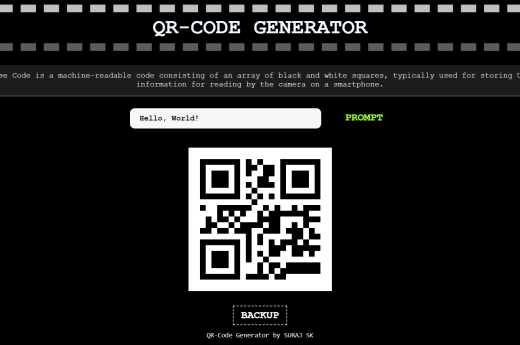 QR-CODE GENERATOR
se Code is a machine-readable code consisting of an array of black and white squares, typically used for storing U
information for reading by the camera on a smartphone.
Hello, World!
PROMPT
BACKUP
QR-Code Generator by SURAJ SK